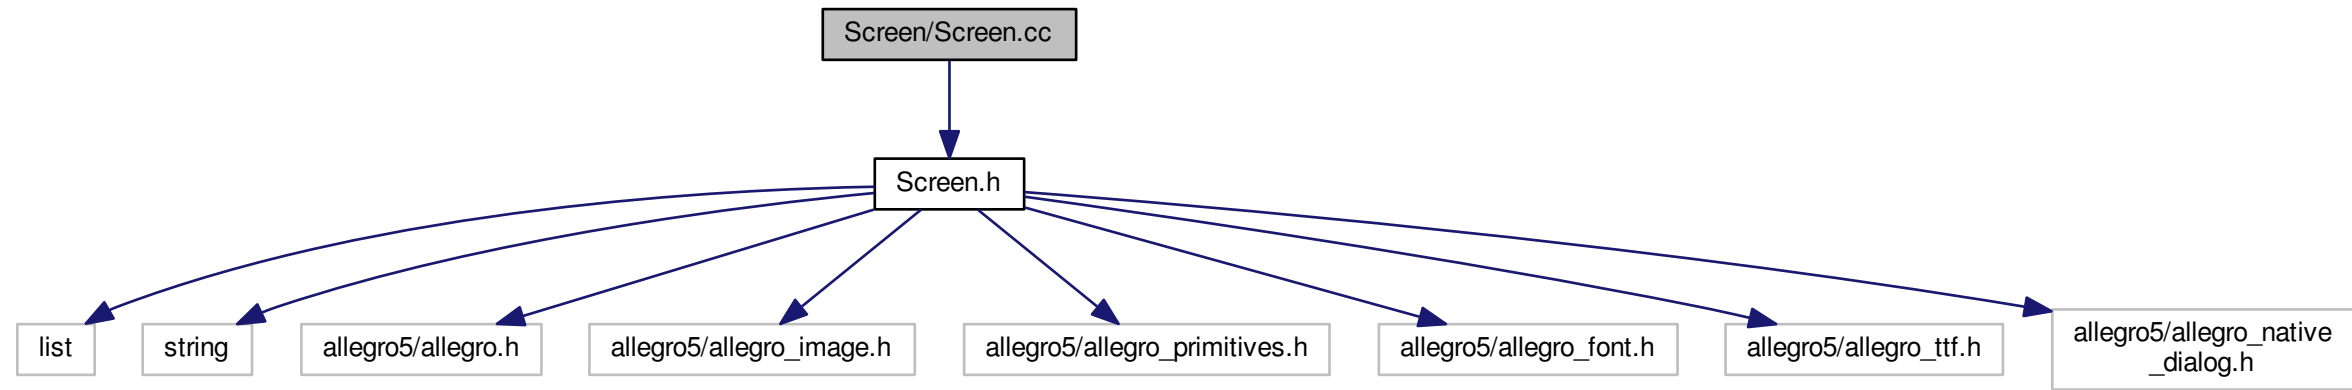 Screen/Screen.cc
Screen.h
list
string
allegro5/allegro.h
allegro5/allegro_image.h
allegro5/allegro_primitives.h
allegro5/allegro_font.h
allegro5/allegro_ttf.h
allegro5/allegro_native
_dialog.h